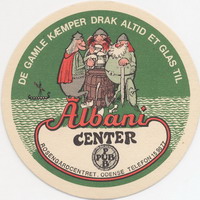 DE GAMLE KÆMPER DRAK ALTID ET GLAS TIL
Albani
CENTER
PUB
ROSENGÅRDCENTRET, ODENSE TELEFON